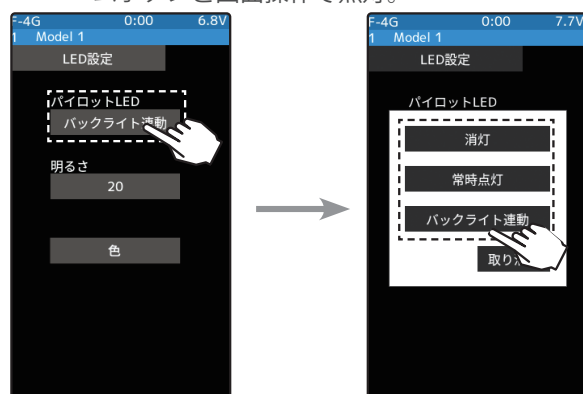 F-4G 0:00 6.8V
1 Model 1
LED設定
パイロットLED
バックライト連動
明るさ
20
色
F-4G 0:00 7.7V
1 Model 1
LED設定
パイロットLED
消灯
常時点灯
バックライト連動